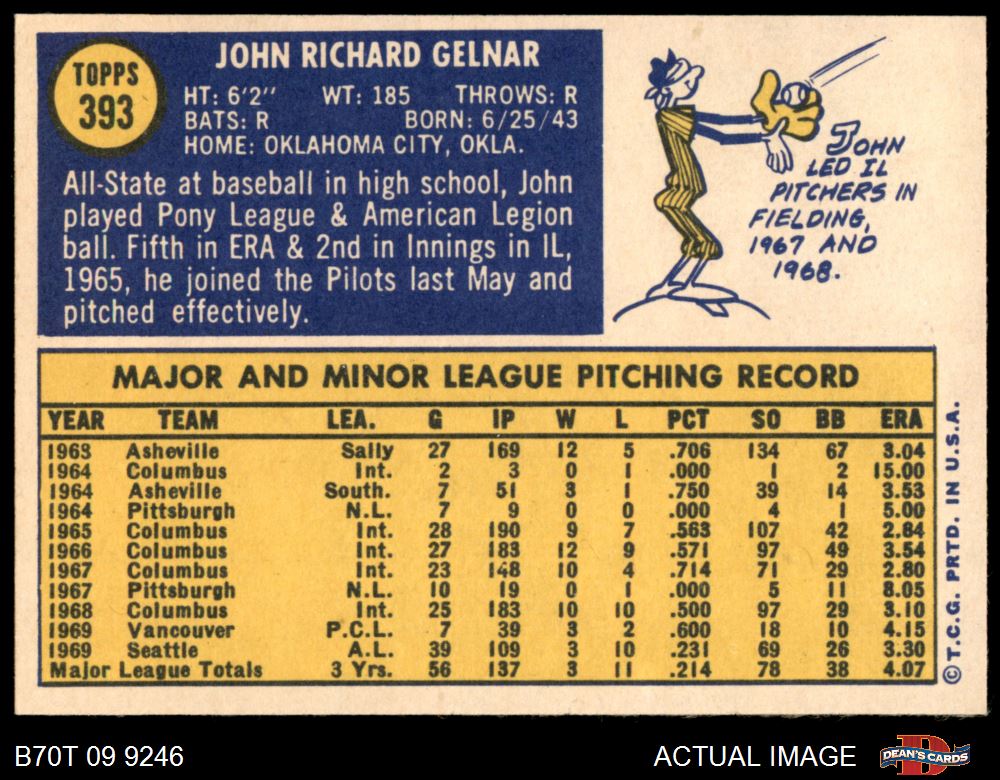 TOPPS
393
JOHN RICHARD GELNAR
HT: 6'2" WT: 185 THROWS: R
BATS: R BORN: 6/25/43
HOME: OKLAHOMA CITY, OKLA.
All-State at baseball in high school, John
played Pony League & American Legion
ball. Fifth in ERA & 2nd in Innings in IL,
1965, he joined the Pilots last May and
pitched effectively.
JOHN
LED IL
PITCHERS IN
FIELDING,
1967 AND
1968.
MAJOR AND MINOR LEAGUE PITCHING RECORD
YEAR TEAM LEA. G IP W L PCT SO BB ERA
1963 Asheville Sally 27 169 12 5 .706 134 67 3.04
1964 Columbus Int. 2 3 0 1 .000 1 2 15.00
1964 Asheville South. 7 51 3 1 .750 39 14 3.53
1964 Pittsburgh N.L. 7 9 0 0 .000 4 1 5.00
1965 Columbus Int. 28 190 9 7 .563 107 42 2.84
1966 Columbus Int. 27 183 12 9 .571 97 49 3.54
1967 Columbus Int. 23 148 10 4 .714 71 29 2.80
1967 Pittsburgh N.L. 10 19 0 1 .000 5 11 8.05
1968 Columbus Int. 25 183 10 10 .500 97 29 3.10
1969 Vancouver P.C.L. 7 39 3 2 .600 18 10 4.15
1969 Seattle A.L. 39 109 3 10 .231 69 26 3.30
Major League Totals 3 Yrs. 56 137 3 11 .214 78 38 4.07
© T.C.G. PRTD. IN U.S.A.
B70T 09 9246
ACTUAL IMAGE
DEAN'S CARDS